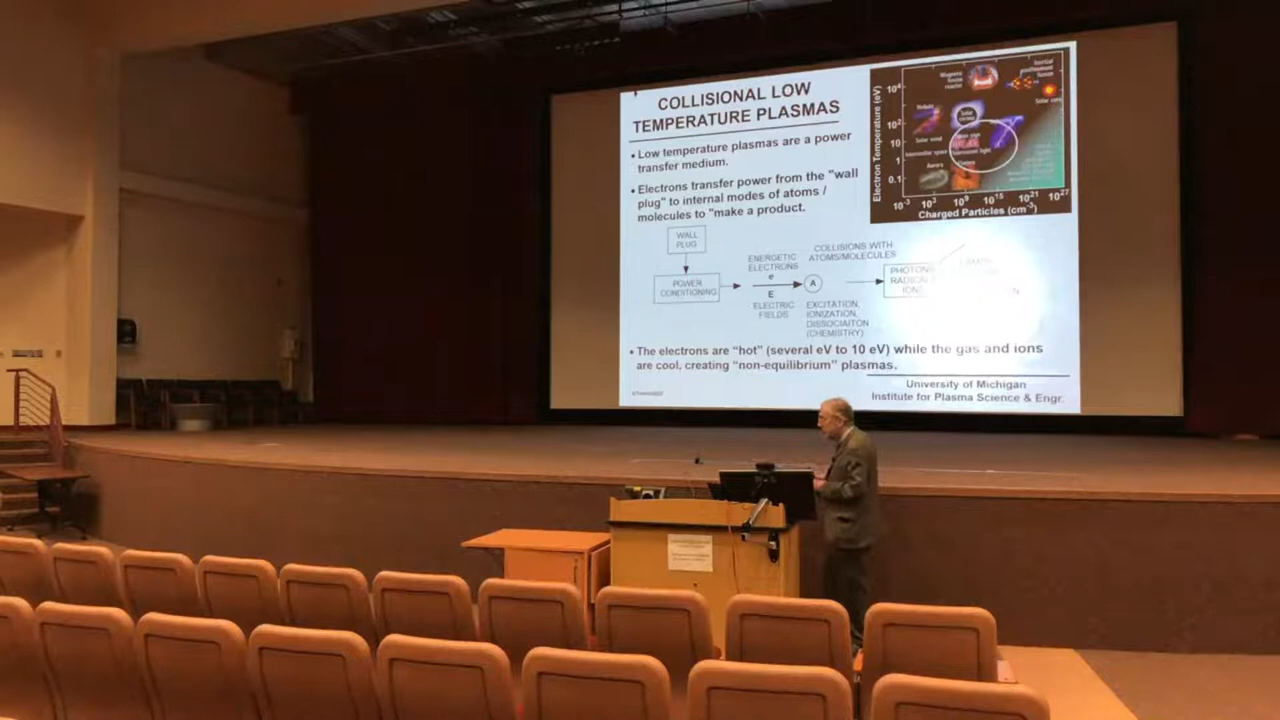 COLLISIONAL LOW
TEMPERATURE PLASMAS
• Low temperature plasmas are a power
transfer medium.
• Electrons transfer power from the "wall
plug" to internal modes of atoms /
molecules to "make a product.
WALL
PLUG
POWER
CONDITIONING
ENERGETIC
ELECTRONS
e
E
ELECTRIC
FIELDS
COLLISIONS WITH
ATOMS/MOLECULES
A
EXCITATION,
IONIZATION,
DISSOCIAITON
(CHEMISTRY)
PHOTONS
RADICAL
IONS
• The electrons are “hot” (several eV to 10 eV) while the gas and ions
are cool, creating “non-equilibrium” plasmas.
University of Michigan
Institute for Plasma Science & Engr.
Electron Temperature (eV)
10⁴
10²
10
1
0.1
10⁻³ 10³ 10⁹ 10¹⁵ 10²¹ 10²⁷
Charged Particles (cm⁻³)
Inertial
Solar core
Nebula
Solar wind
Interstellar space
Aurora